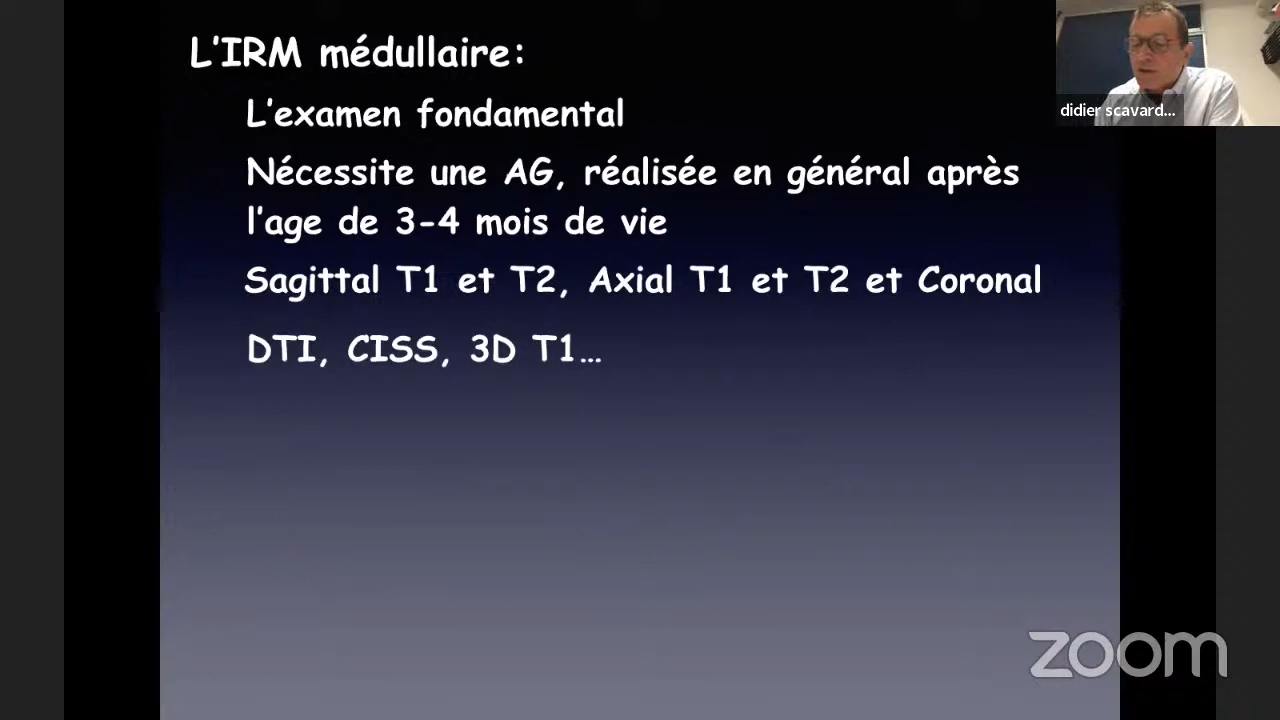 L'IRM médullaire:
L'examen fondamental
Nécessite une AG, réalisée en général après
l'age de 3-4 mois de vie
Sagittal T1 et T2, Axial T1 et T2 et Coronal
DTI, CISS, 3D T1...
didier scavard...
zoom